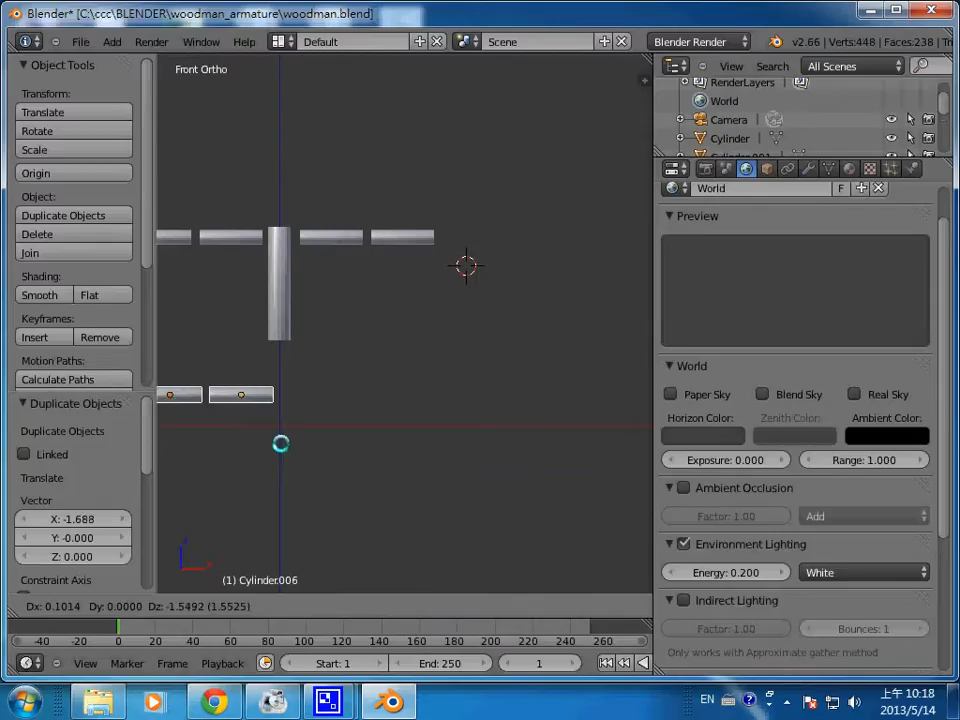 Blender* [C:\ccc\BLENDER\woodman_armature\woodman.blend]
File Add Render Window Help Default Scene Blender Render v2.66 | Verts:448 | Faces:238 | Tr
Object Tools
Transform:
Translate
Rotate
Scale
Origin
Object:
Duplicate Objects
Delete
Join
Shading:
Smooth Flat
Keyframes:
Insert Remove
Motion Paths:
Calculate Paths
Duplicate Objects
Duplicate Objects
Linked
Translate
Vector
X: -1.688
Y: -0.000
Z: 0.000
Constraint Axis
Front Ortho
(1) Cylinder.006
Dx: 0.1014 Dy: 0.0000 Dz: -1.5492 (1.5525)
-40 -20 0 20 40 60 80 100 120 140 160 180 200 220 240 260
View Marker Frame Playback Start: 1 End: 250 1
View Search All Scenes
RenderLayers
World
Camera
Cylinder
Cylinder.001
World F
Preview
World
Paper Sky Blend Sky Real Sky
Horizon Color: Zenith Color: Ambient Color:
Exposure: 0.000 Range: 1.000
Ambient Occlusion
Factor: 1.00 Add
Environment Lighting
Energy: 0.200 White
Indirect Lighting
Factor: 1.00 Bounces: 1
Only works with Approximate gather method
EN
上午 10:18
2013/5/14